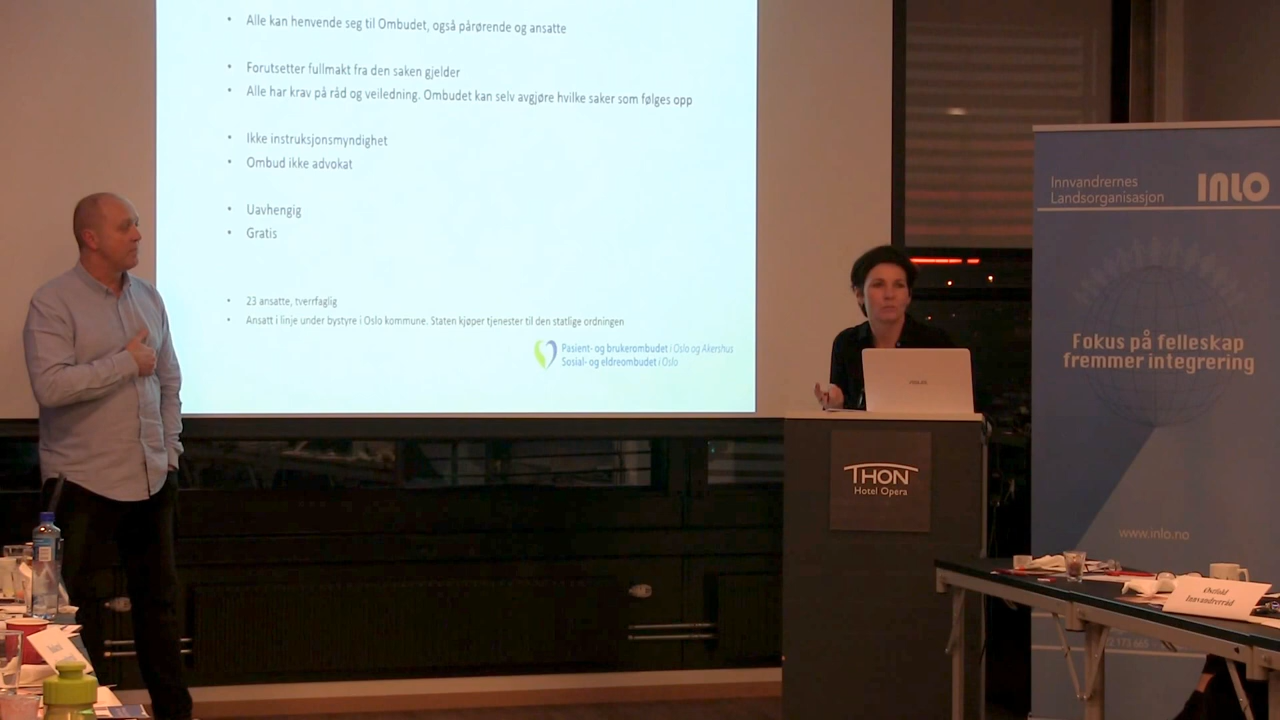 Alle kan henvende seg til Ombudet, også pårørende og ansatte
Forutsetter fullmakt fra den saken gjelder
Alle har krav på råd og veiledning. Ombudet kan selv avgjøre hvilke saker som følges opp
Ikke instruksjonsmyndighet
Ombud ikke advokat
Uavhengig
Gratis
23 ansatte, tverrfaglig
Ansatt i linje under bystyre i Oslo kommune. Staten kjøper tjenester til den statlige ordningen
Pasient- og brukerombudet i Oslo og Akershus
Sosial- og eldreombudet i Oslo
Innvandrernes
Landsorganisasjon
INLO
Fokus på felleskap
fremmer integrering
www.inlo.no
ASUS
THON
Hotel Opera
Østfold
Innvandrerråd